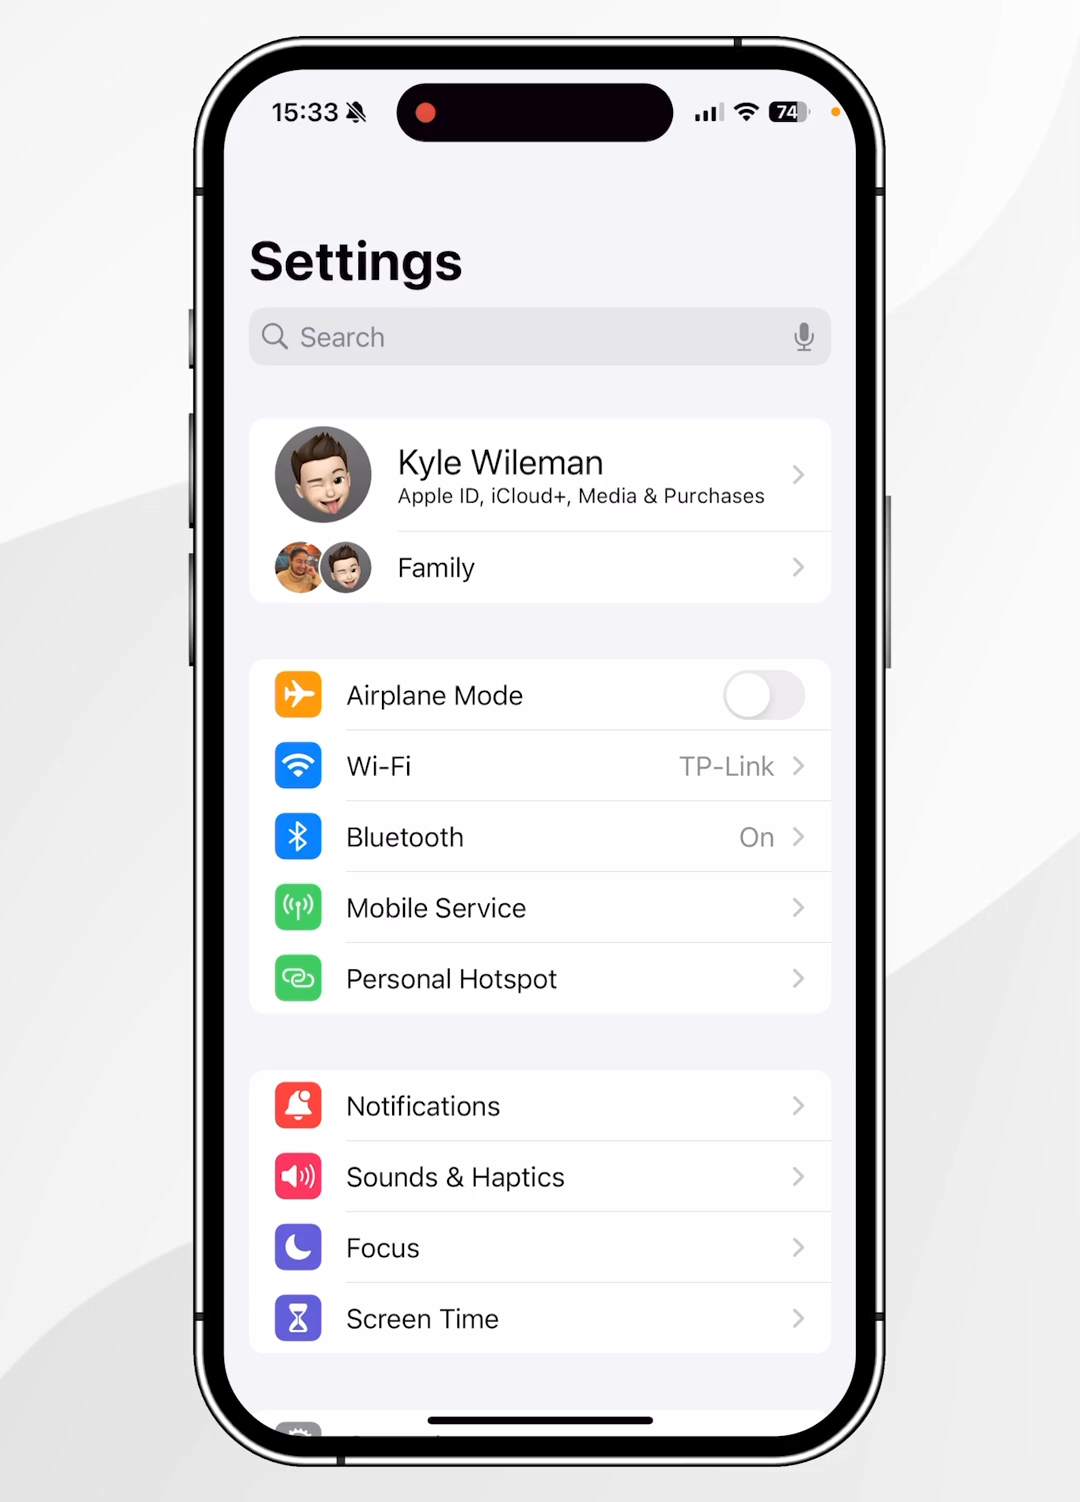 15:33
74
Settings
Search
Kyle Wileman
Apple ID, iCloud+, Media & Purchases
Family
Airplane Mode
Wi-Fi TP-Link
Bluetooth On
Mobile Service
Personal Hotspot
Notifications
Sounds & Haptics
Focus
Screen Time